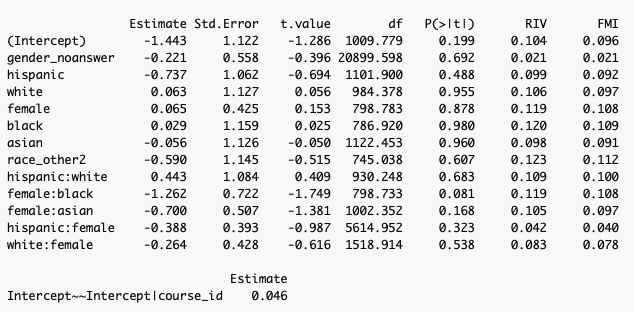 Estimate Std.Error t.value df P(>|t|) RIV FMI
(Intercept) -1.443 1.122 -1.286 1009.779 0.199 0.104 0.096
gender_noanswer -0.221 0.558 -0.396 20899.598 0.692 0.021 0.021
hispanic -0.737 1.062 -0.694 1101.900 0.488 0.099 0.092
white 0.063 1.127 0.056 984.378 0.955 0.106 0.097
female 0.065 0.425 0.153 798.783 0.878 0.119 0.108
black 0.029 1.159 0.025 786.920 0.980 0.120 0.109
asian -0.056 1.126 -0.050 1122.453 0.960 0.098 0.091
race_other2 -0.590 1.145 -0.515 745.038 0.607 0.123 0.112
hispanic:white 0.443 1.084 0.409 930.248 0.683 0.109 0.100
female:black -1.262 0.722 -1.749 798.733 0.081 0.119 0.108
female:asian -0.700 0.507 -1.381 1002.352 0.168 0.105 0.097
hispanic:female -0.388 0.393 -0.987 5614.952 0.323 0.042 0.040
white:female -0.264 0.428 -0.616 1518.914 0.538 0.083 0.078
Estimate
Intercept~~Intercept|course_id 0.046